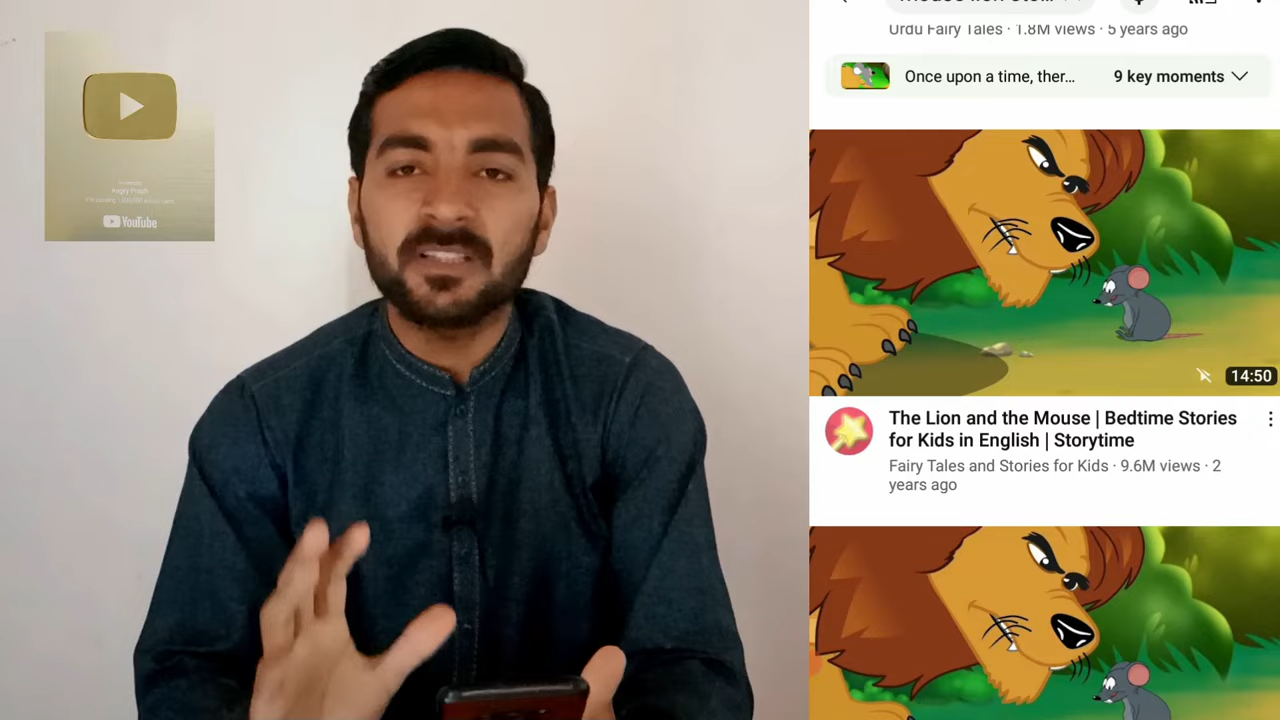 YouTube
Urdu Fairy Tales · 1.8M views · 5 years ago
Once upon a time, ther...
9 key moments
14:50
The Lion and the Mouse | Bedtime Stories
for Kids in English | Storytime
Fairy Tales and Stories for Kids · 9.6M views · 2
years ago